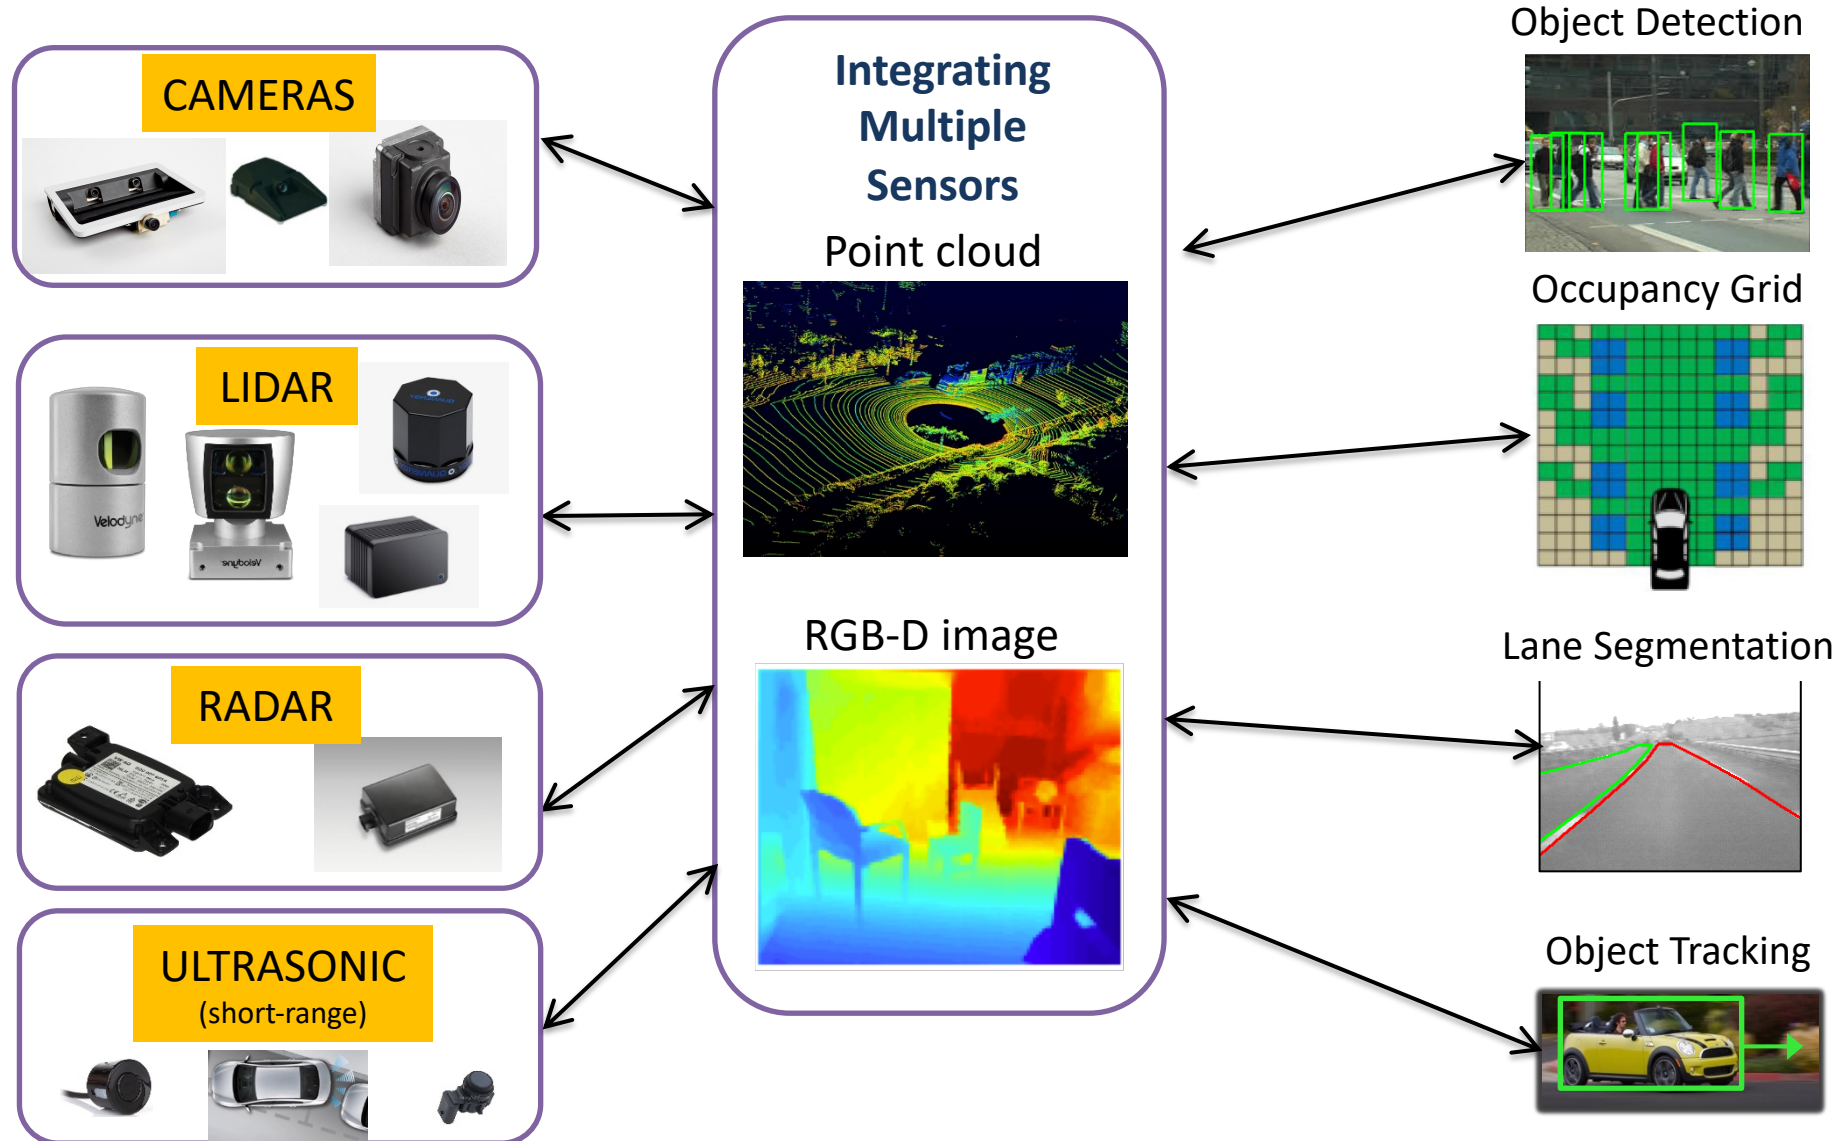 CAMERAS
LIDAR
Velodyne
Velodyne
RADAR
ULTRASONIC
(short-range)
Integrating
Multiple
Sensors
Point cloud
RGB-D image
Object Detection
Occupancy Grid
Lane Segmentation
Object Tracking